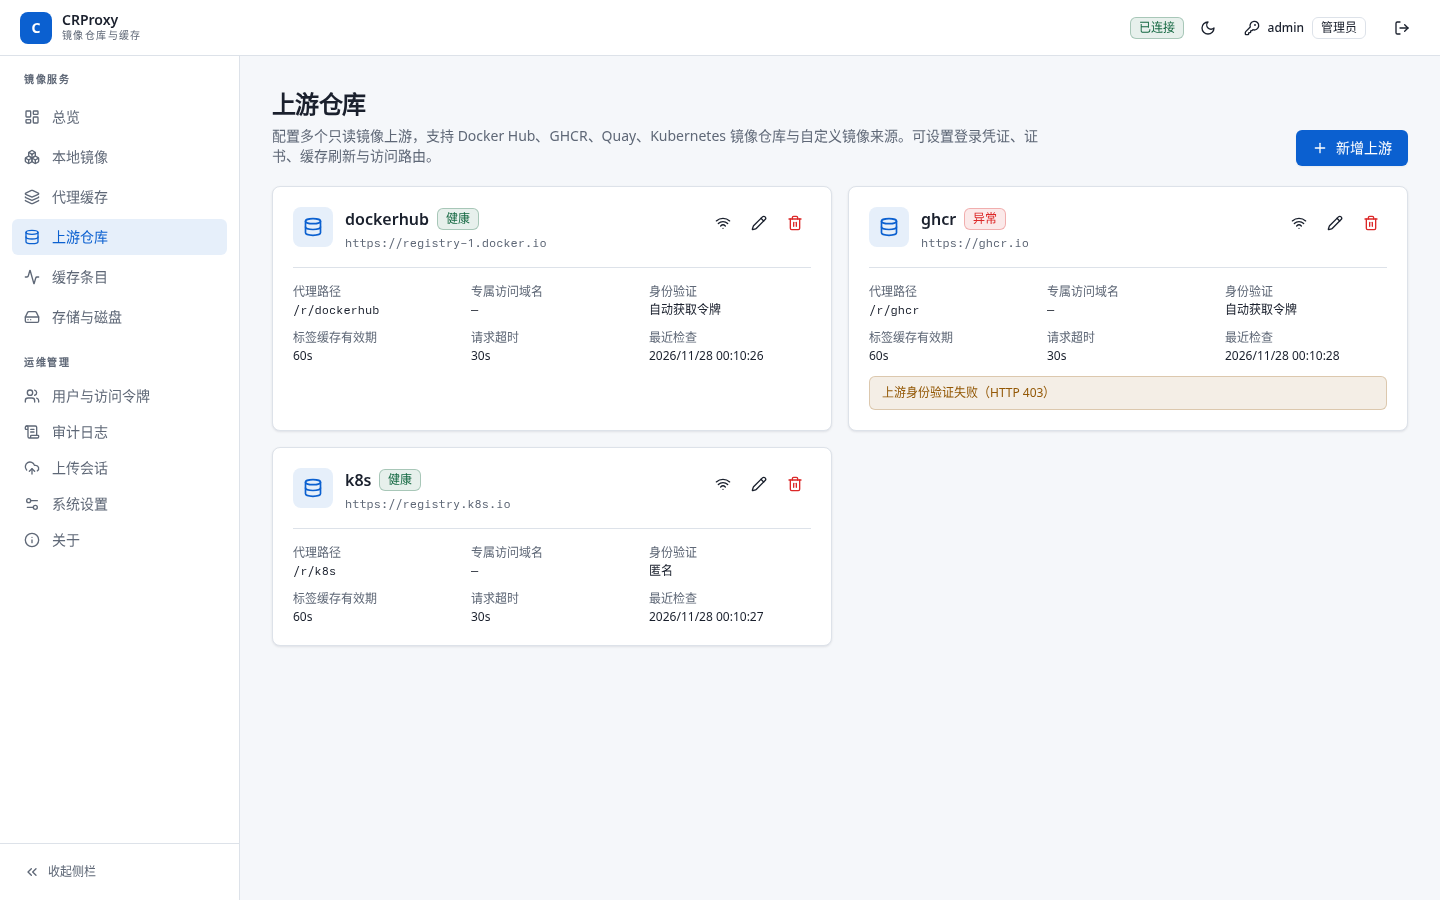 C
CRProxy
镜像仓库与缓存
已连接
admin
管理员
镜像服务
总览
本地镜像
代理缓存
上游仓库
缓存条目
存储与磁盘
运维管理
用户与访问令牌
审计日志
上传会话
系统设置
关于
收起侧栏
上游仓库
配置多个只读镜像上游，支持 Docker Hub、GHCR、Quay、Kubernetes 镜像仓库与自定义镜像来源。可设置登录凭证、证
书、缓存刷新与访问路由。
新增上游
dockerhub 健康
https://registry-1.docker.io
代理路径 专属访问域名 身份验证
/r/dockerhub — 自动获取令牌
标签缓存有效期 请求超时 最近检查
60s 30s 2026/11/28 00:10:26
ghcr 异常
https://ghcr.io
代理路径 专属访问域名 身份验证
/r/ghcr — 自动获取令牌
标签缓存有效期 请求超时 最近检查
60s 30s 2026/11/28 00:10:28
上游身份验证失败（HTTP 403）
k8s 健康
https://registry.k8s.io
代理路径 专属访问域名 身份验证
/r/k8s — 匿名
标签缓存有效期 请求超时 最近检查
60s 30s 2026/11/28 00:10:27